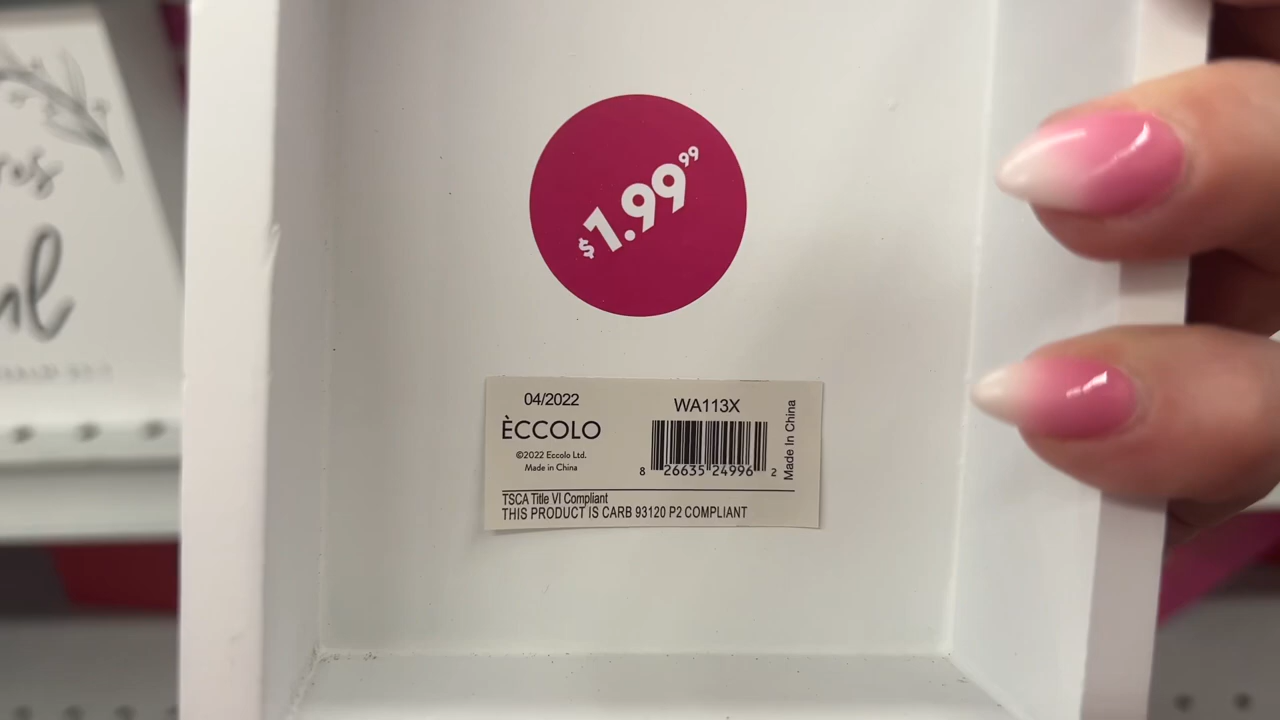 $1.99 99
04/2022
ÈCCOLO
©2022 Eccolo Ltd.
Made in China
WA113X
8 26635 24996 2
Made In China
TSCA Title VI Compliant
THIS PRODUCT IS CARB 93120 P2 COMPLIANT